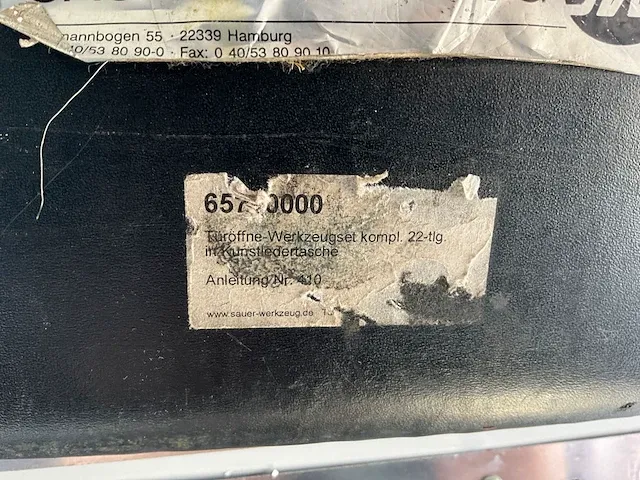 mannbogen 55 · 22339 Hamburg
40/53 80 90-0 · Fax: 0 40/53 80 90 10
657 0000
Türöffne-Werkzeugset kompl. 22-tlg.
in Kunstledertasche
Anleitung Nr. 410
www.sauer-werkzeug.de